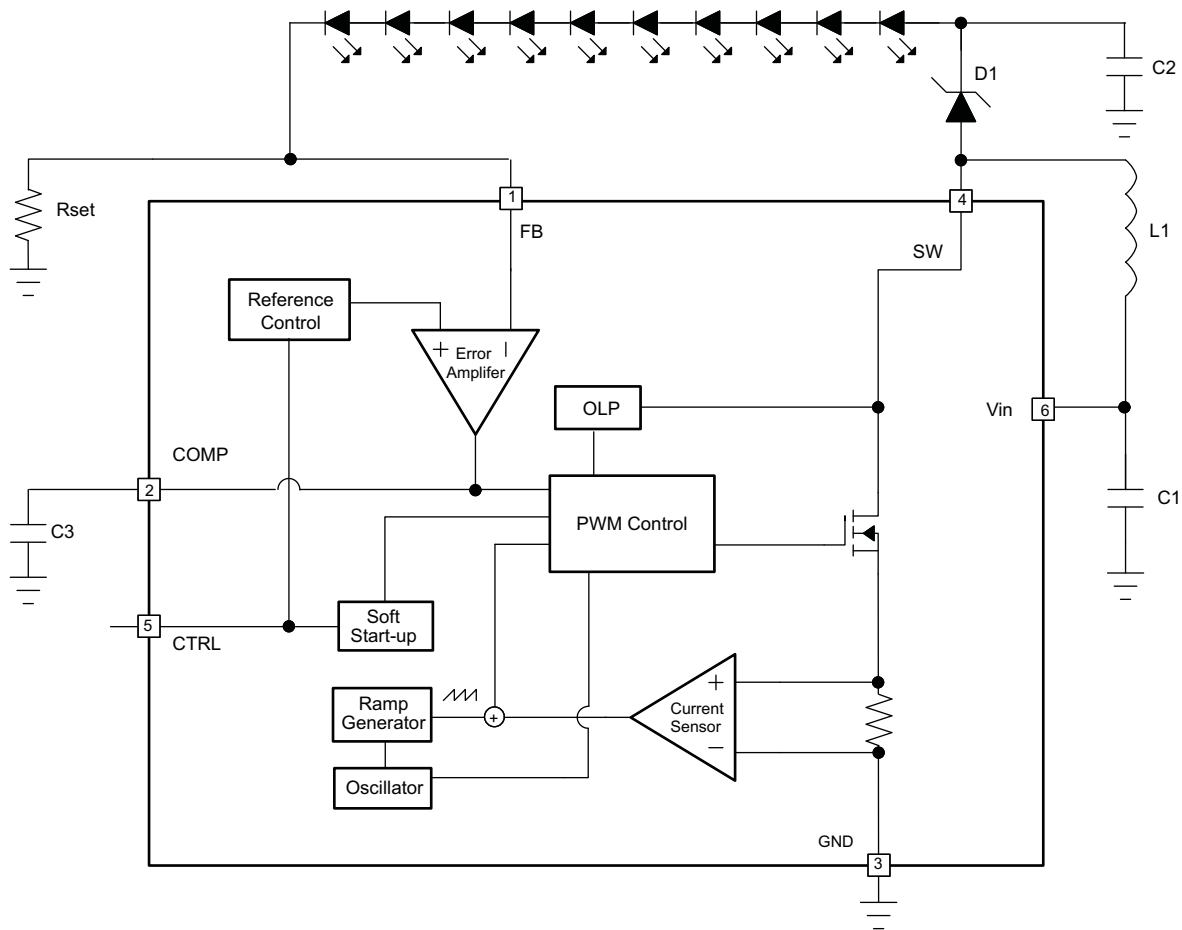 D1
C2
Rset
1
4
FB
L1
SW
Reference
Control
+
Error
Amplifer
OLP
Vin
6
COMP
2
PWM Control
C1
C3
5
Soft
Start-up
CTRL
+
Current
Sensor
−
Ramp
Generator
+
Oscillator
GND
3